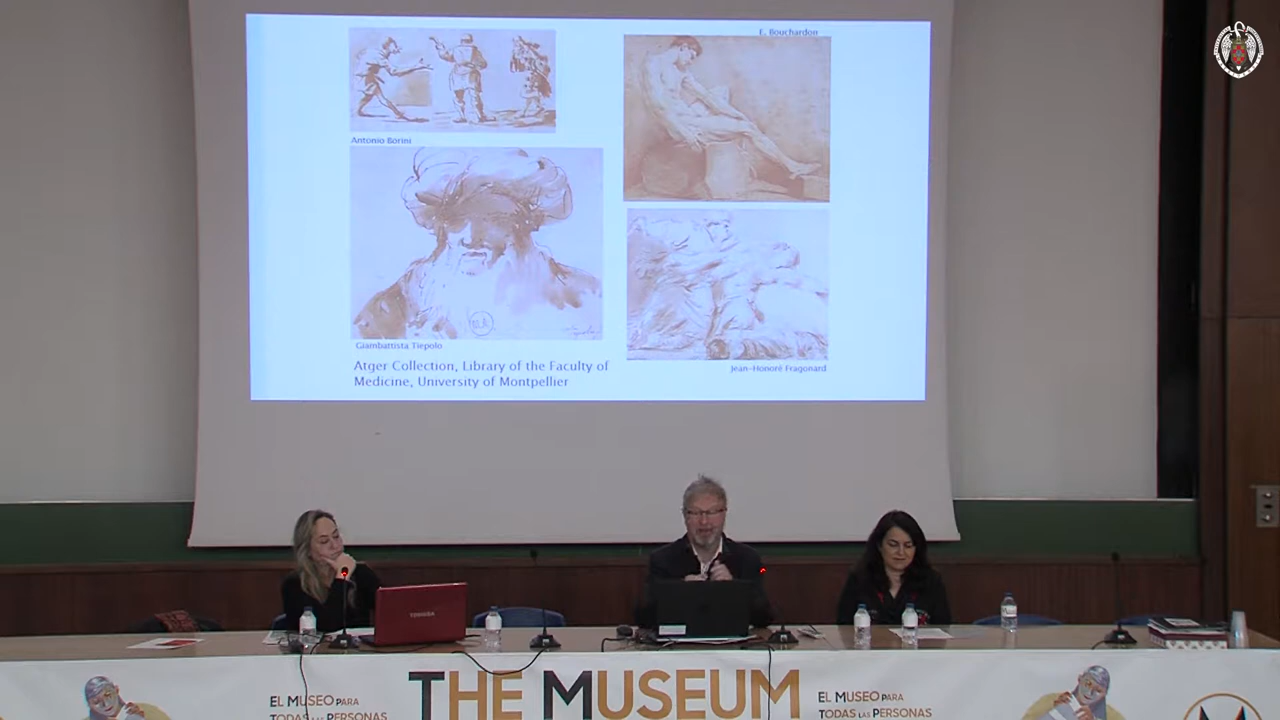 E. Bouchardon
Antonio Borini
Giambattista Tiepolo
Jean-Honoré Fragonard
Atger Collection, Library of the Faculty of
Medicine, University of Montpellier
TOSHIBA
EL MUSEO PARA
TODAS LAS PERSONAS
THE MUSEUM
EL MUSEO PARA
TODAS LAS PERSONAS